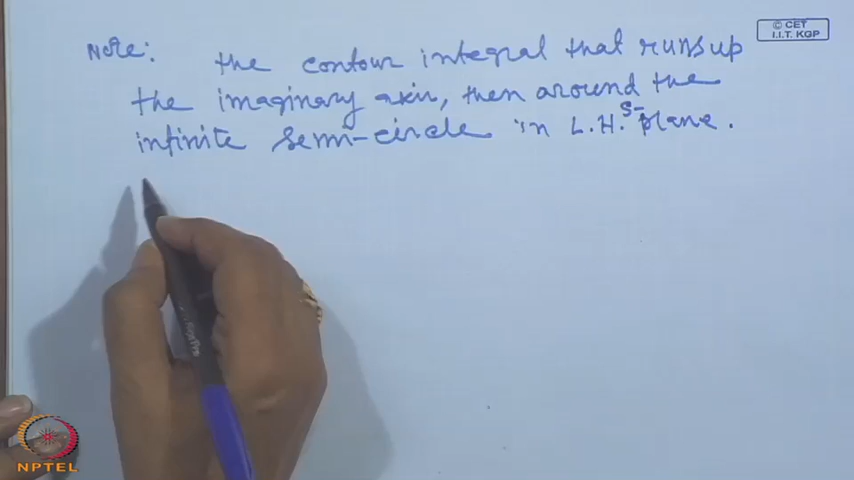 © CET
I.I.T. KGP
Note: the contour integral that runs up
the imaginary axis, then around the
infinite semi-circle in L.H. S- plane.
NPTEL